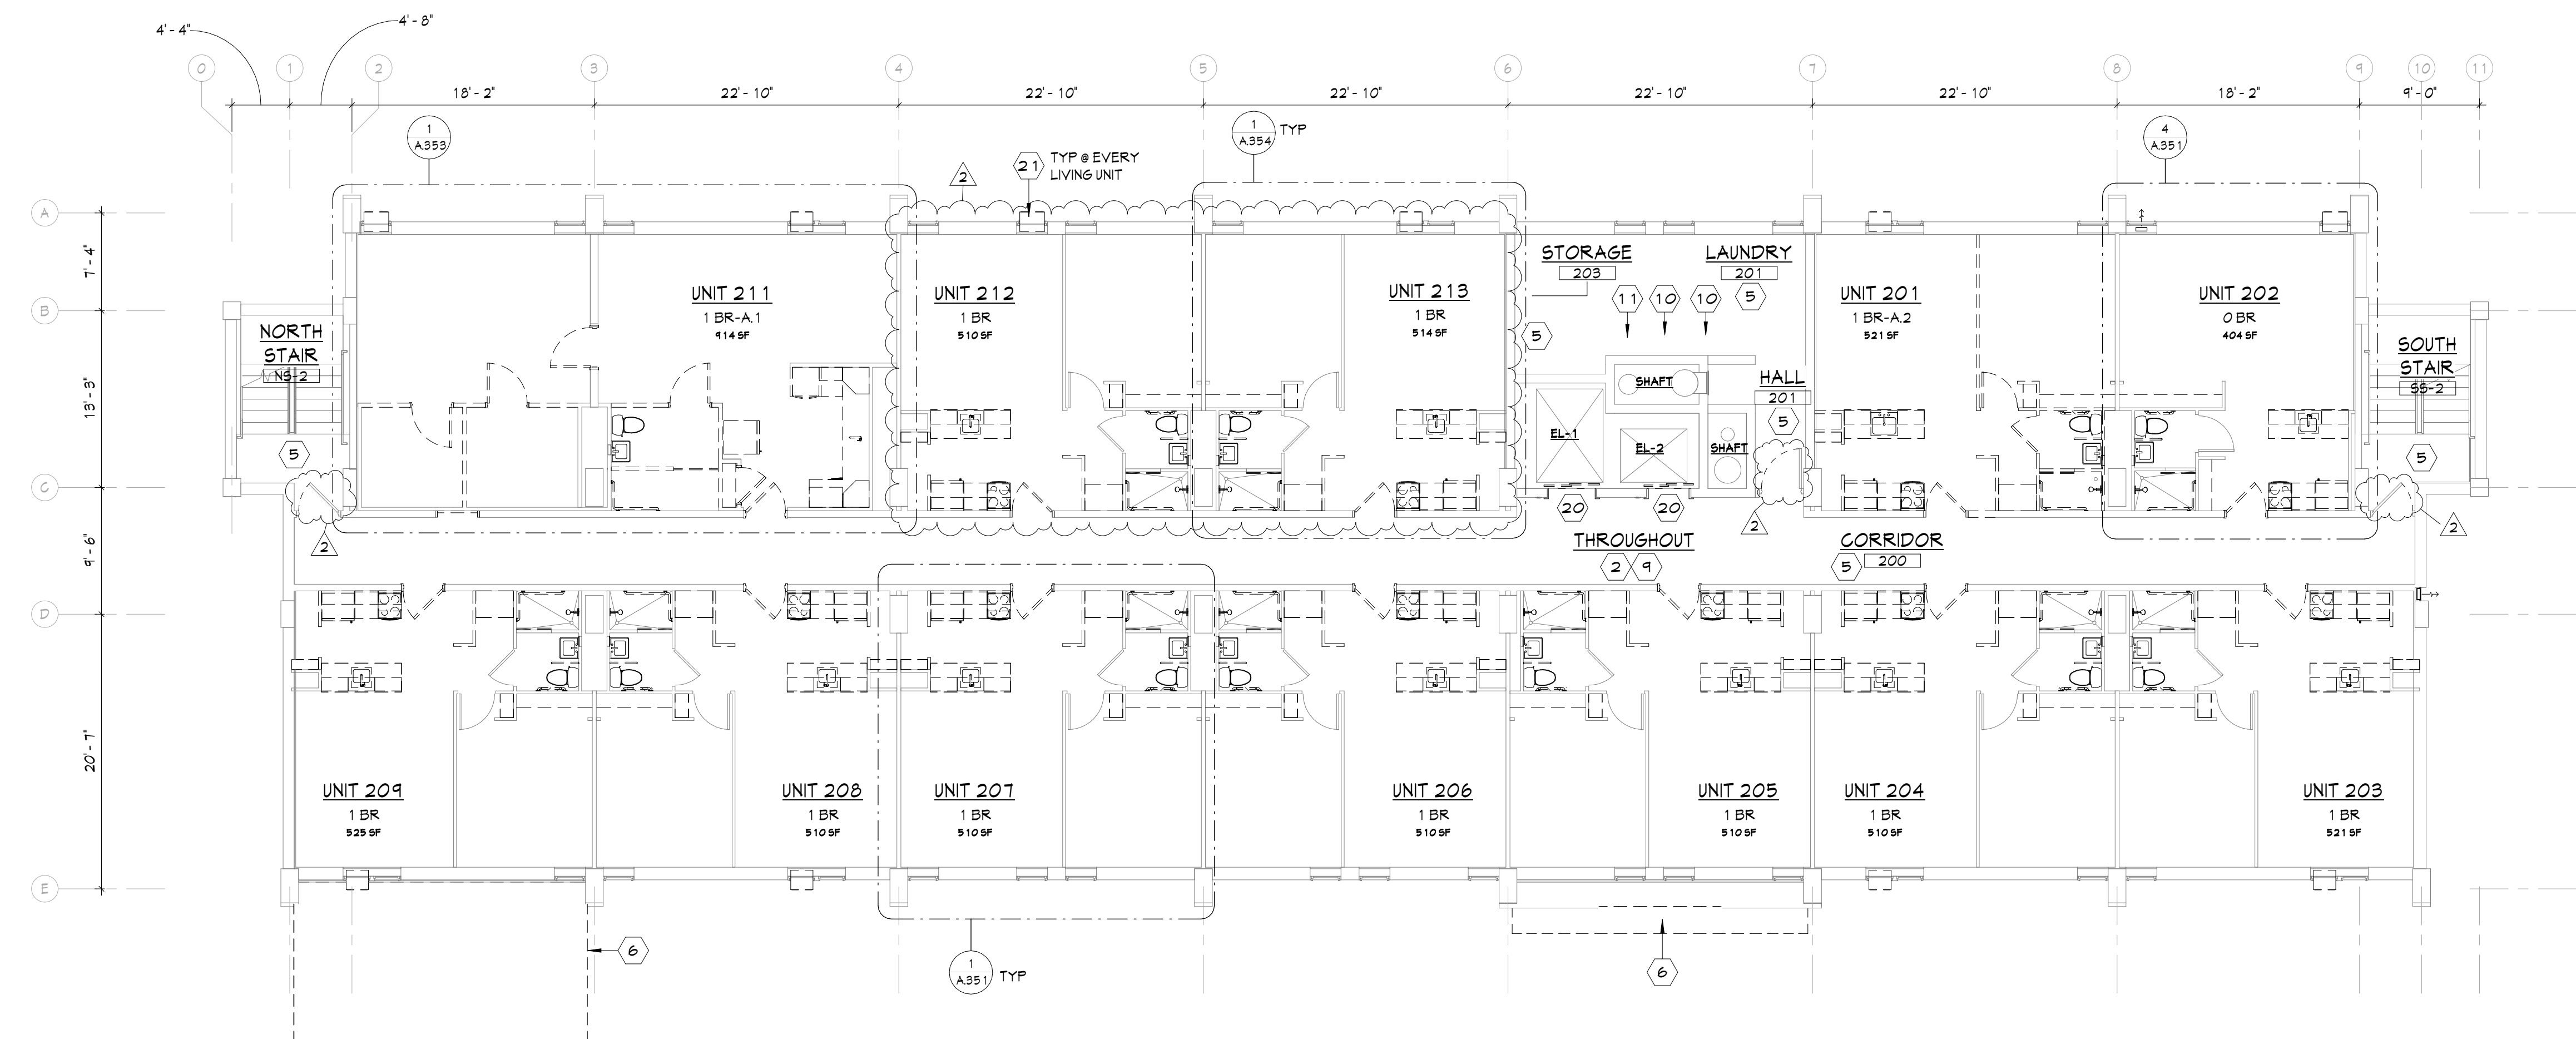 4'- 4"
4'- 8"
0
1
2
3
4
5
6
7
8
9
10
11
18'- 2"
22'- 10"
22'- 10"
22'- 10"
22'- 10"
22'- 10"
18'- 2"
9'- 0"
1
A.353
1
A.354
TYP
4
A.351
2
21
TYP @ EVERY
LIVING UNIT
A
B
C
D
E
7'- 4"
13'- 3"
9'- 6"
20'- 7"
NORTH
STAIR
NS-2
5
2
UNIT 211
1 BR-A.1
914 SF
UNIT 212
1 BR
510 SF
UNIT 213
1 BR
514 SF
STORAGE
203
LAUNDRY
201
5
11
10
10
5
SHAFT
HALL
201
5
EL-1
EL-2
SHAFT
20
20
2
UNIT 201
1 BR-A.2
521 SF
UNIT 202
0 BR
404 SF
SOUTH
STAIR
SS-2
5
2
THROUGHOUT
2
9
CORRIDOR
5
200
UNIT 209
1 BR
525 SF
UNIT 208
1 BR
510 SF
UNIT 207
1 BR
510 SF
UNIT 206
1 BR
510 SF
UNIT 205
1 BR
510 SF
UNIT 204
1 BR
510 SF
UNIT 203
1 BR
521 SF
6
1
A.351
TYP
6